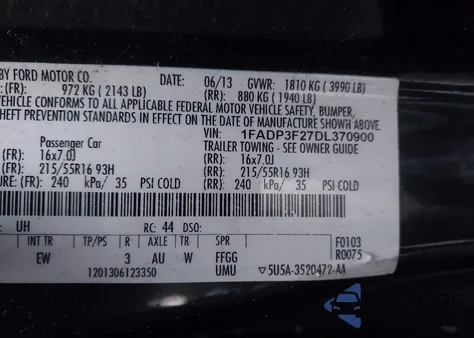 BY FORD MOTOR CO. DATE: 06/13 GVWR: 1810 KG ( 3990 LB)
(FR): 972 KG ( 2143 LB) (RR): 880 KG ( 1940 LB)
VEHICLE CONFORMS TO ALL APPLICABLE FEDERAL MOTOR VEHICLE SAFETY, BUMPER,
THEFT PREVENTION STANDARDS IN EFFECT ON THE DATE OF MANUFACTURE SHOWN ABOVE.
VIN: 1FADP3F27DL370900
Passenger Car TRAILER TOWING - SEE OWNER GUIDE
(FR): 16x7.0J (RR): 16x7.0J
(FR): 215/55R16 93H (RR): 215/55R16 93H
URE: (FR) 240 kPa/ 35 PSI COLD (RR): 240 kPa/ 35 PSI COLD
UH RC: 44 DSO:
INT TR TP/PS R AXLE TR SPR F0103
EW 3 AU W FFGG R0075
1201306123350 UMU 5U5A-3520472-AA